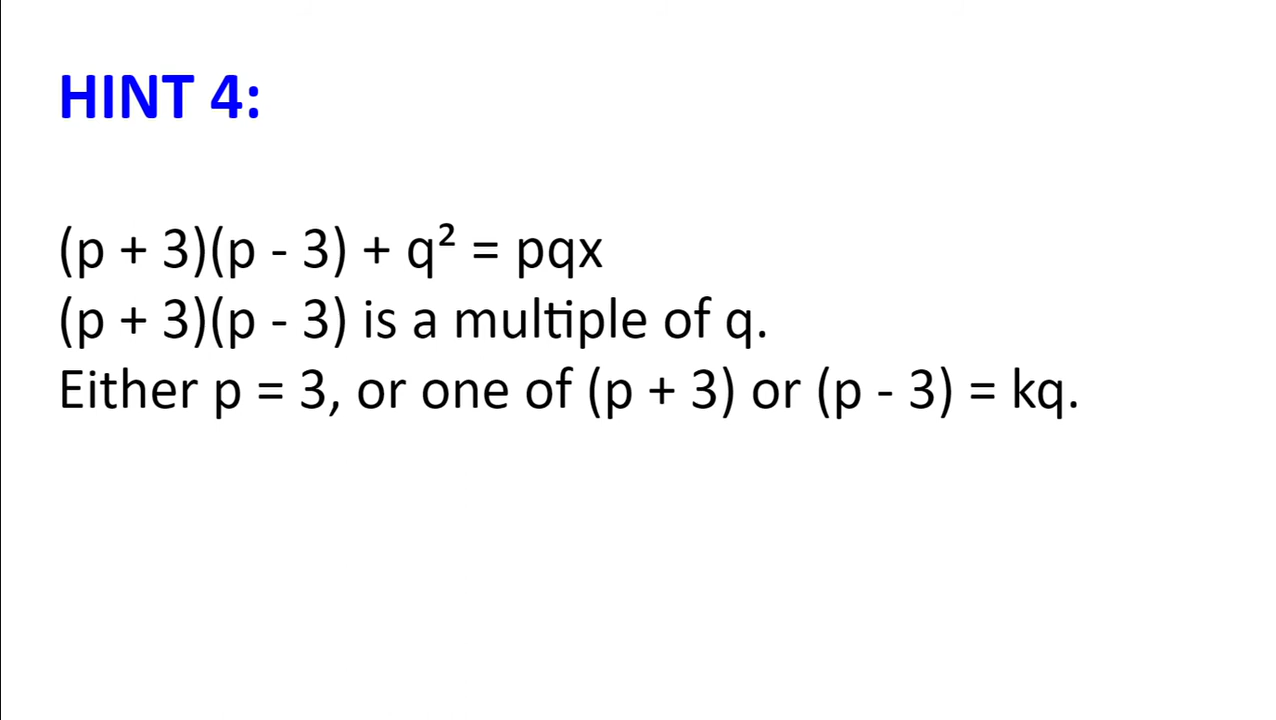 HINT 4:
(p + 3)(p - 3) + q² = pqx
(p + 3)(p - 3) is a multiple of q.
Either p = 3, or one of (p + 3) or (p - 3) = kq.